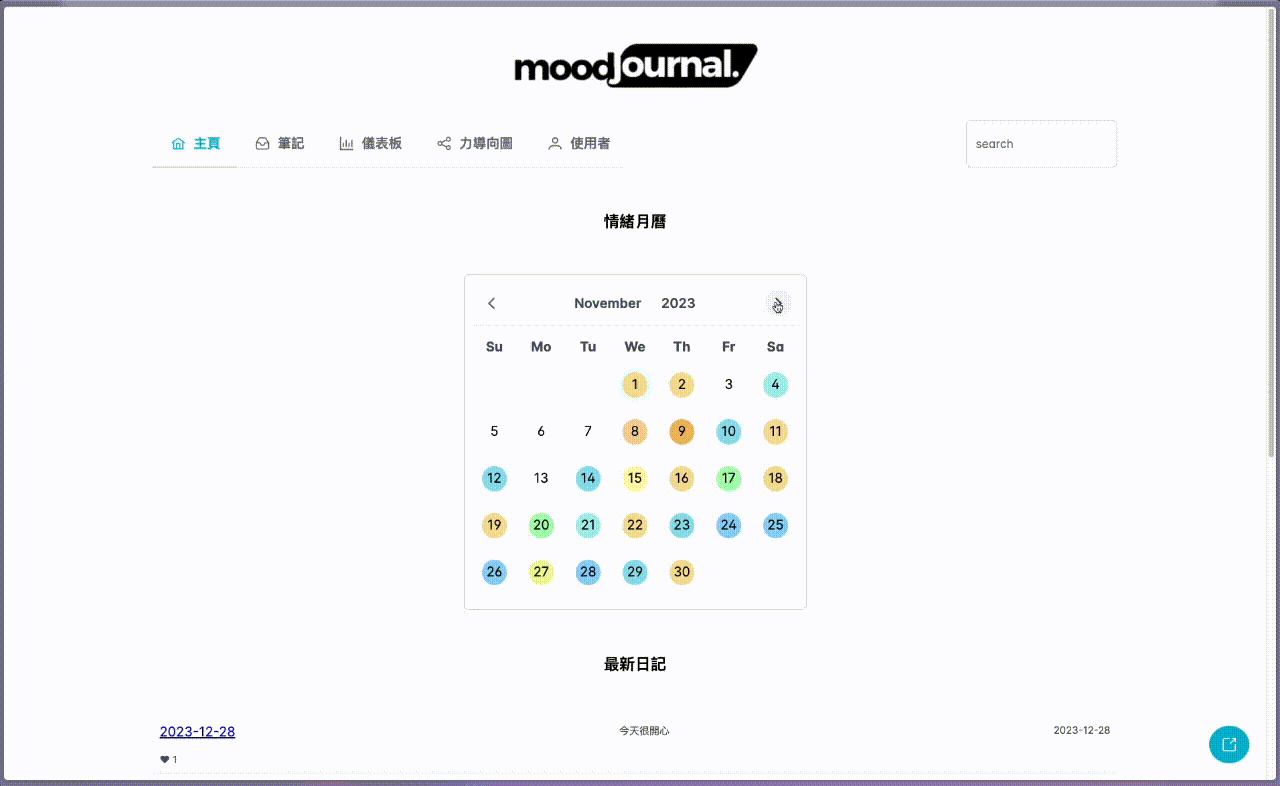 moodJournal.
主頁 筆記 儀表板 力導向圖 使用者
search
情緒月曆
November 2023
Su Mo Tu We Th Fr Sa
1 2 3 4
5 6 7 8 9 10 11
12 13 14 15 16 17 18
19 20 21 22 23 24 25
26 27 28 29 30
最新日記
2023-12-28 今天很開心 2023-12-28
1